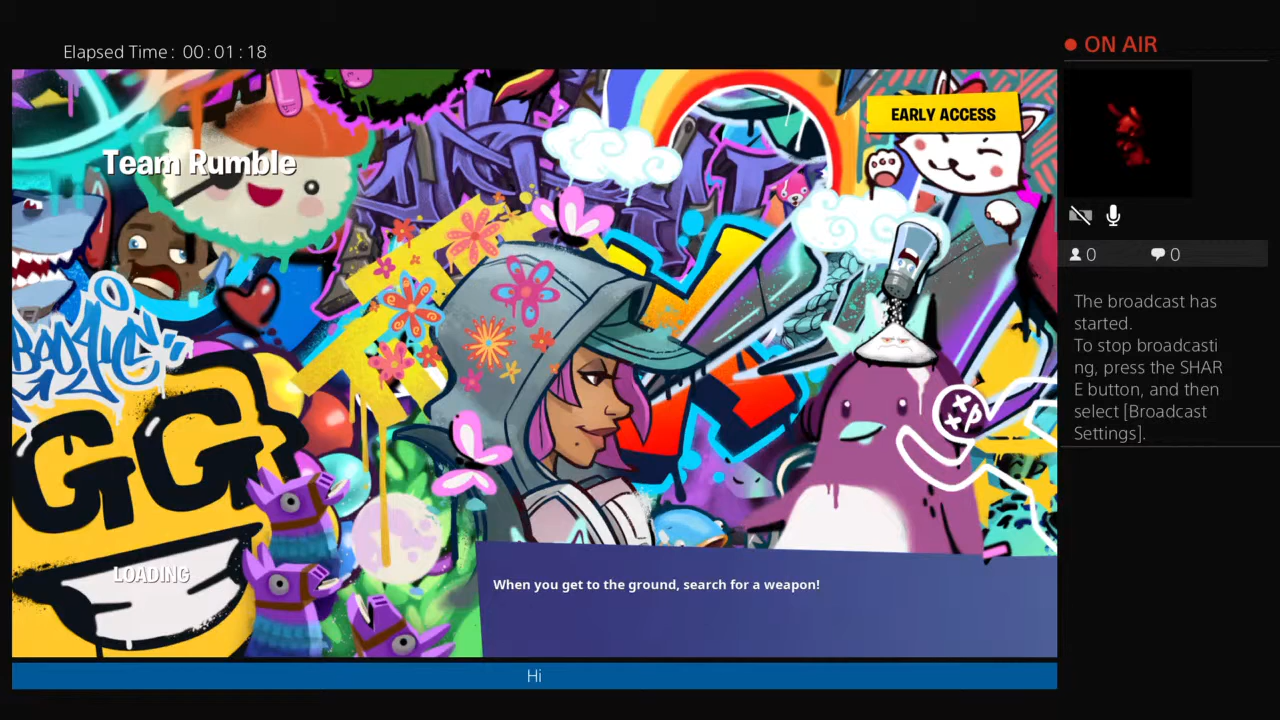 Elapsed Time: 00:01:18
ON AIR
EARLY ACCESS
Team Rumble
0
0
The broadcast has
started.
To stop broadcasti
ng, press the SHAR
E button, and then
select [Broadcast
Settings].
GG
XP
LOADING
When you get to the ground, search for a weapon!
Hi